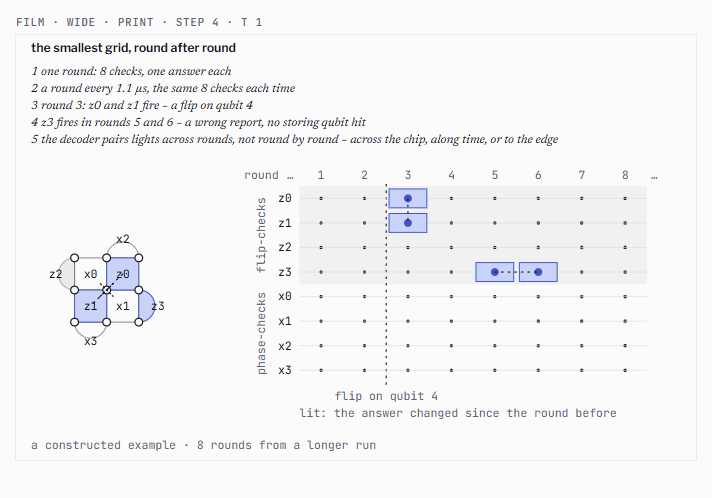 FILM · WIDE · PRINT · STEP 4 · T 1
the smallest grid, round after round
1 one round: 8 checks, one answer each
2 a round every 1.1 µs, the same 8 checks each time
3 round 3: z0 and z1 fire – a flip on qubit 4
4 z3 fires in rounds 5 and 6 – a wrong report, no storing qubit hit
5 the decoder pairs lights across rounds, not round by round – across the chip, along time, or to the edge
round … 1 2 3 4 5 6 7 8 …
flip-checks
z0
z1
z2
z3
phase-checks
x0
x1
x2
x3
x2
z2 x0 z0
z1 x1 z3
x3
flip on qubit 4
lit: the answer changed since the round before
a constructed example · 8 rounds from a longer run